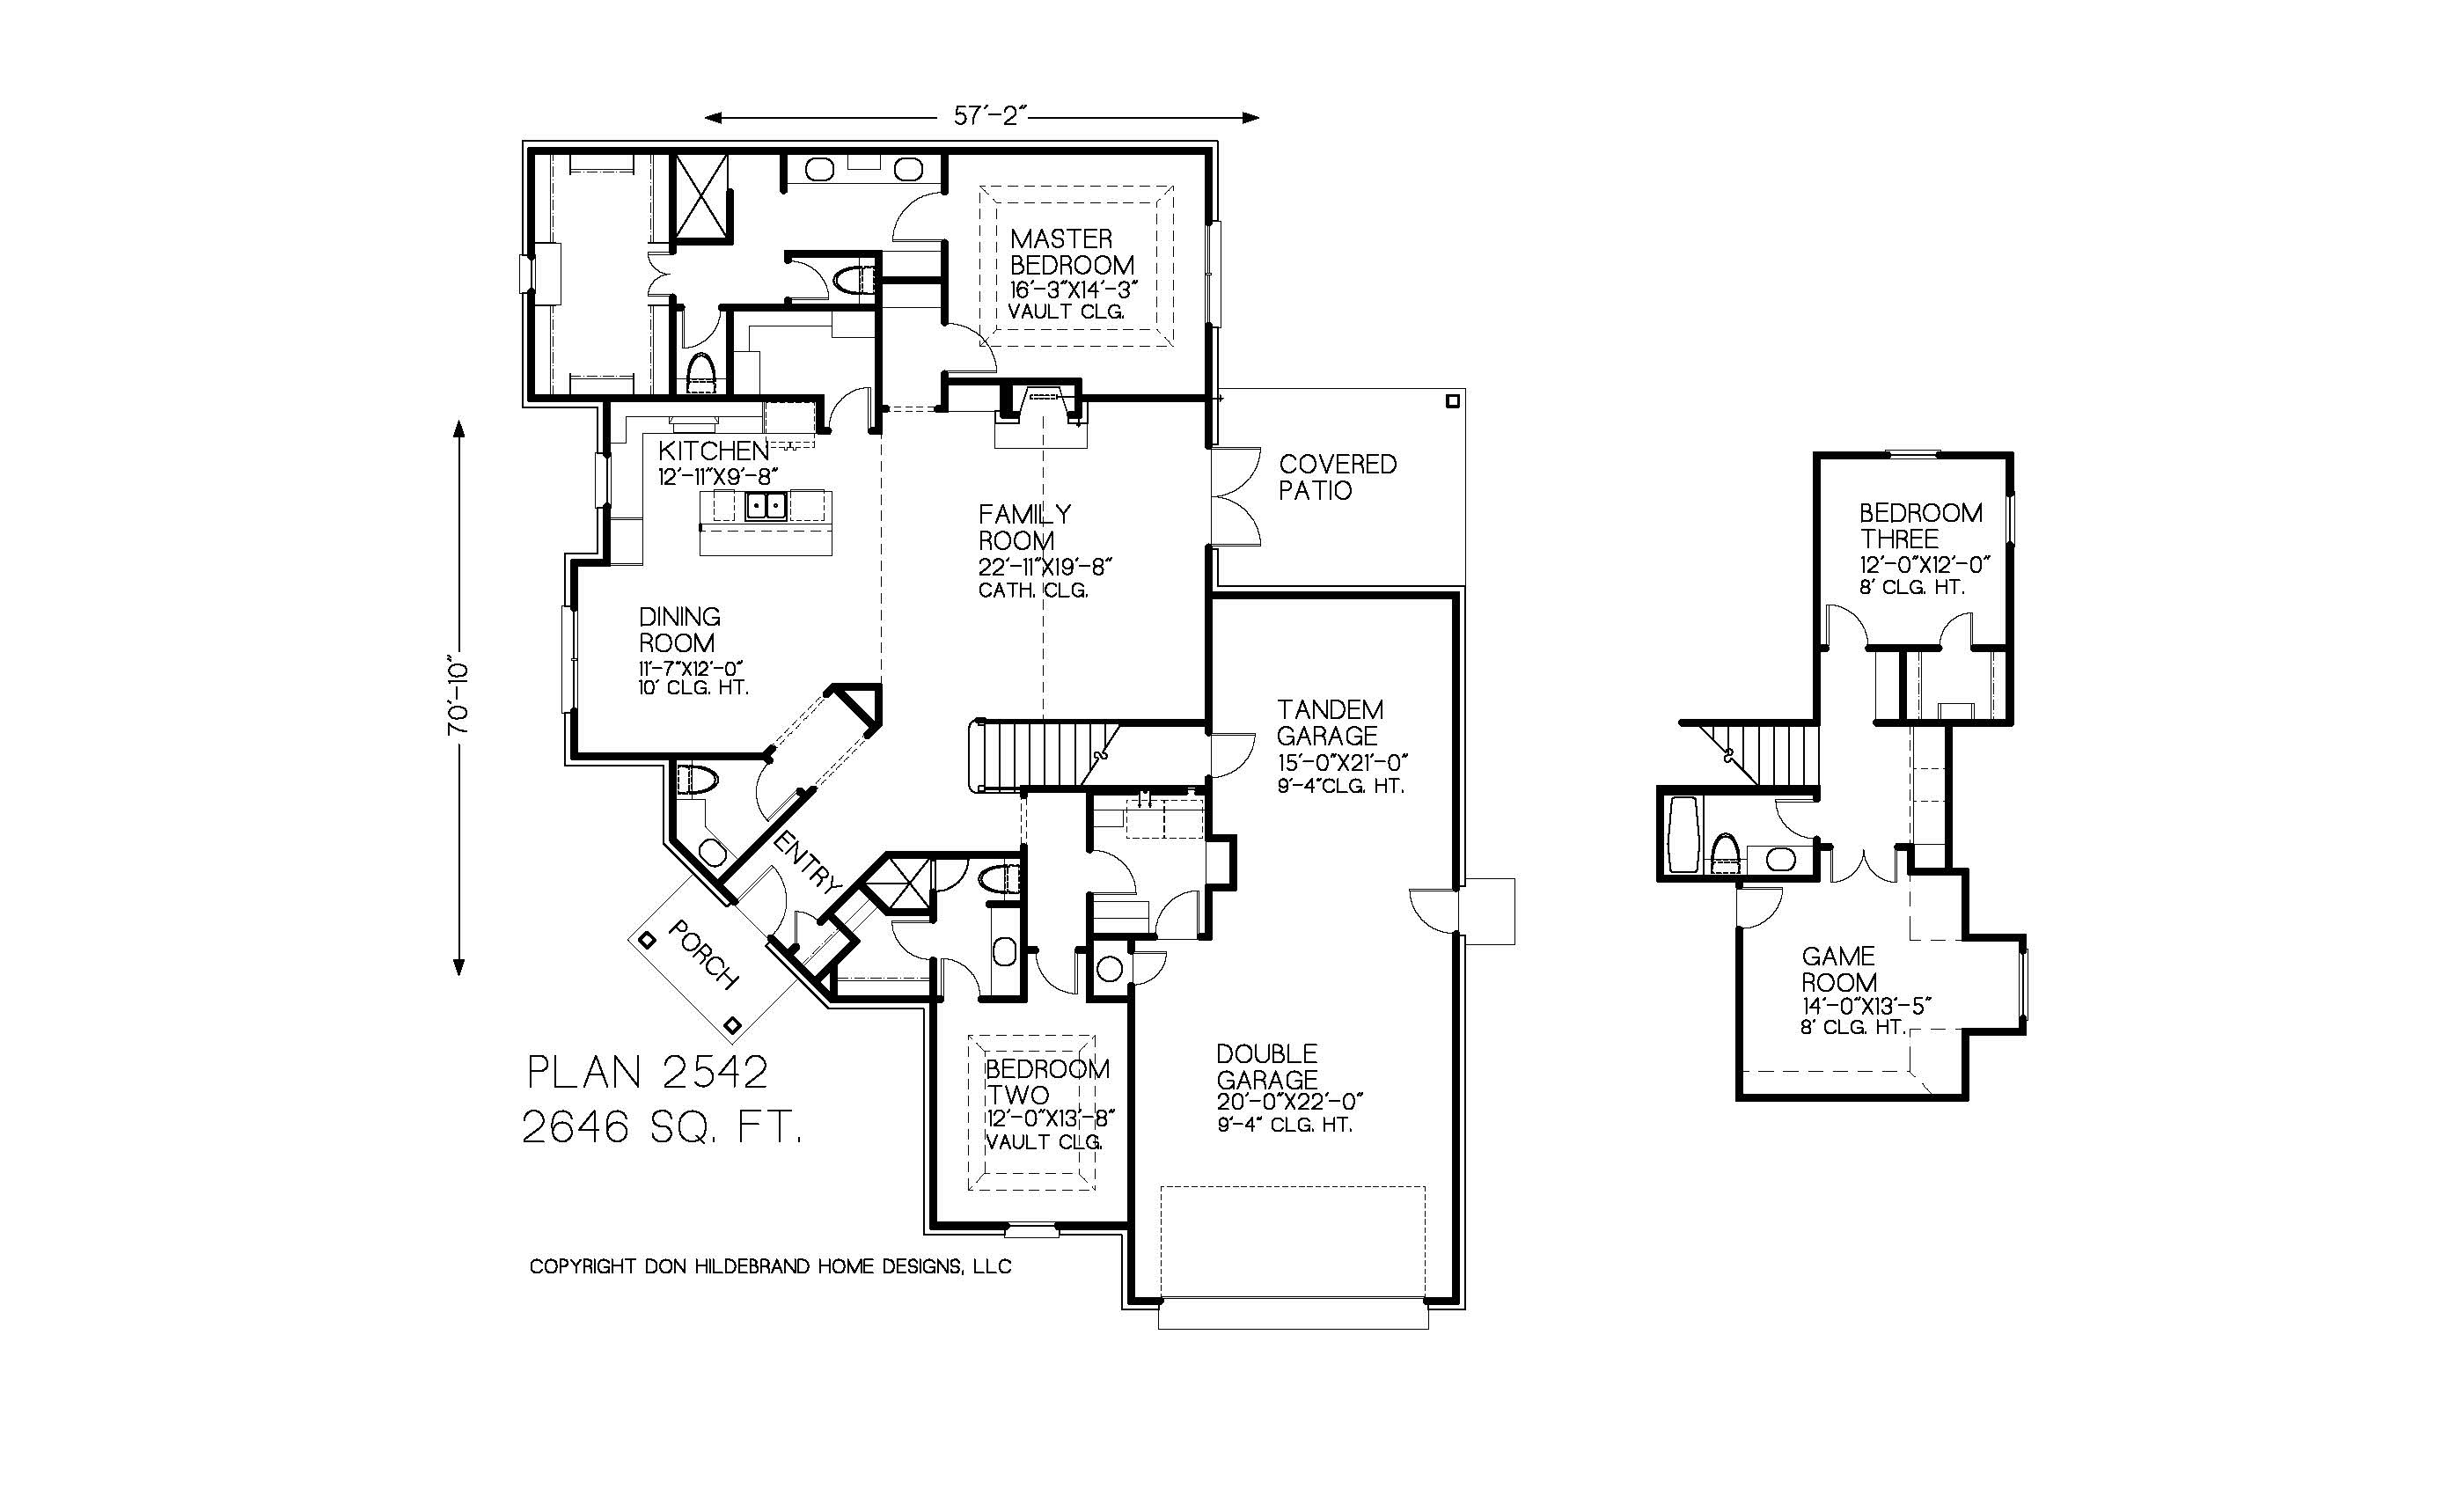 57'-2"
MASTER
BEDROOM
16'-3"X14'-3"
VAULT CLG.
KITCHEN
12'-11"X9'-8"
COVERED
PATIO
FAMILY
ROOM
22'-11"X19'-8"
CATH. CLG.
BEDROOM
THREE
12'-0"X12'-0"
8' CLG. HT.
DINING
ROOM
11'-7"X12'-0"
10' CLG. HT.
70'-10"
TANDEM
GARAGE
15'-0"X21'-0"
9'-4"CLG. HT.
ENTRY
PORCH
GAME
ROOM
14'-0"X13'-5"
8' CLG. HT.
DOUBLE
GARAGE
20'-0"X22'-0"
9'-4" CLG. HT.
BEDROOM
TWO
12'-0"X13'-8"
VAULT CLG.
PLAN 2542
2646 SQ. FT.
COPYRIGHT DON HILDEBRAND HOME DESIGNS, LLC